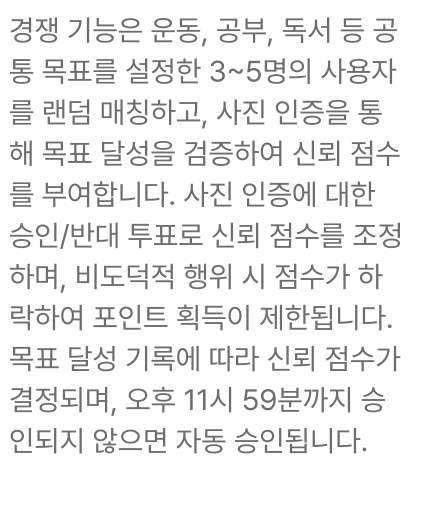 경쟁 기능은 운동, 공부, 독서 등 공
통 목표를 설정한 3~5명의 사용자
를 랜덤 매칭하고, 사진 인증을 통
해 목표 달성을 검증하여 신뢰 점수
를 부여합니다. 사진 인증에 대한
승인/반대 투표로 신뢰 점수를 조정
하며, 비도덕적 행위 시 점수가 하
락하여 포인트 획득이 제한됩니다.
목표 달성 기록에 따라 신뢰 점수가
결정되며, 오후 11시 59분까지 승
인되지 않으면 자동 승인됩니다.